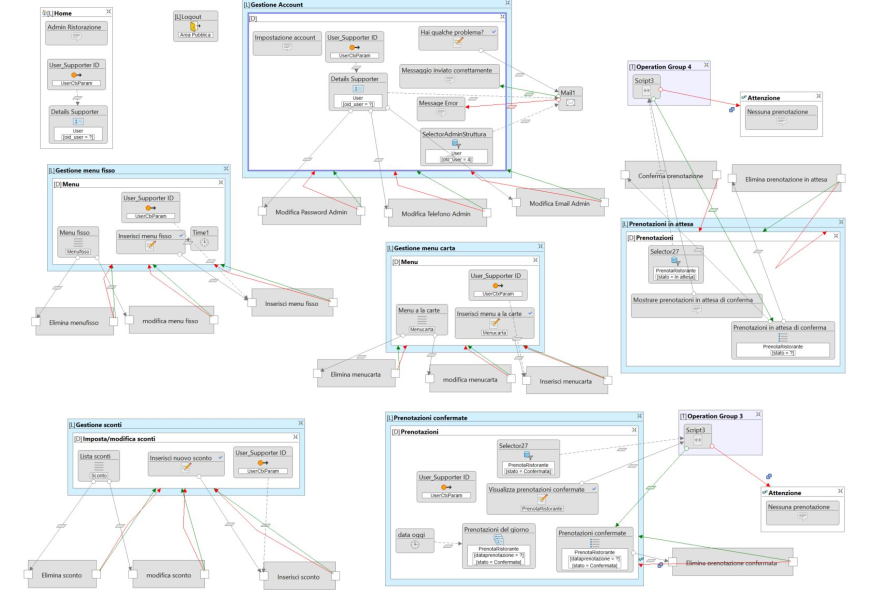 [L]Home
Admin Ristorazione
User_Supporter ID
UserCtxParam
Details Supporter
User
[oid_user = ?]
[L]Logout
Area Pubblica
[L]Gestione Account
[D]
Impostazione account
User_Supporter ID
UserCtxParam
Hai qualche problema?
Details Supporter
User
[oid_user = ?]
Messaggio inviato correttamente
Message Error
SelectorAdminStruttura
User
Mail1
Modifica Password Admin
Modifica Telefono Admin
Modifica Email Admin
[T]Operation Group 4
Script3
Attenzione
Nessuna prenotazione
Conferma prenotazione
Elimina prenotazione in attesa
[L]Prenotazioni in attesa
[D]Prenotazioni
Selector27
PrenotaRistorante
[stato = In attesa]
Mostrare prenotazioni in attesa di conferma
Prenotazioni in attesa di conferma
PrenotaRistorante
[stato = ?]
[L]Gestione menu fisso
[D]Menu
User_Supporter ID
UserCtxParam
Menu fisso
Menufisso
Inserisci menu fisso
Time1
Elimina menufisso
modifica menu fisso
Inserisci menu fisso
[L]Gestione menu carta
[D]Menu
User_Supporter ID
UserCtxParam
Menu a la carte
Menucarta
Inserisci menu a la carte
Menucarta
Elimina menucarta
modifica menucarta
Inserisci menucarta
[L]Gestione sconti
[D]Imposta/modifica sconti
Lista sconti
Sconto
Inserisci nuovo sconto
User_Supporter ID
UserCtxParam
Elimina sconto
modifica sconto
Inserisci sconto
[L]Prenotazioni confermate
[D]Prenotazioni
Selector27
PrenotaRistorante
[stato = Confermata]
User_Supporter ID
UserCtxParam
Visualizza prenotazioni confermate
PrenotaRistorante
data oggi
Prenotazioni del giorno
PrenotaRistorante
[dataprenotazione = ?]
[stato = Confermata]
Prenotazioni confermate
PrenotaRistorante
[dataprenotazione = ?]
[stato = Confermata]
[T]Operation Group 3
Script3
Attenzione
Nessuna prenotazione
Elimina prenotazione confermata